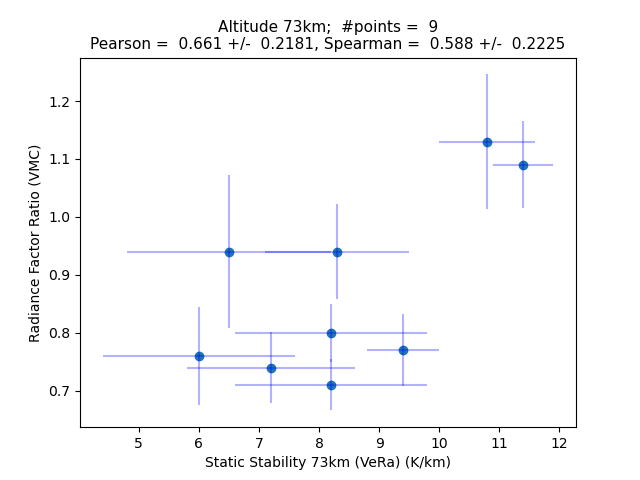 Altitude 73km;  #points =  9
Pearson =  0.661 +/-  0.2181, Spearman =  0.588 +/-  0.2225
Radiance Factor Ratio (VMC)
1.2
1.1
1.0
0.9
0.8
0.7
5 6 7 8 9 10 11 12
Static Stability 73km (VeRa) (K/km)